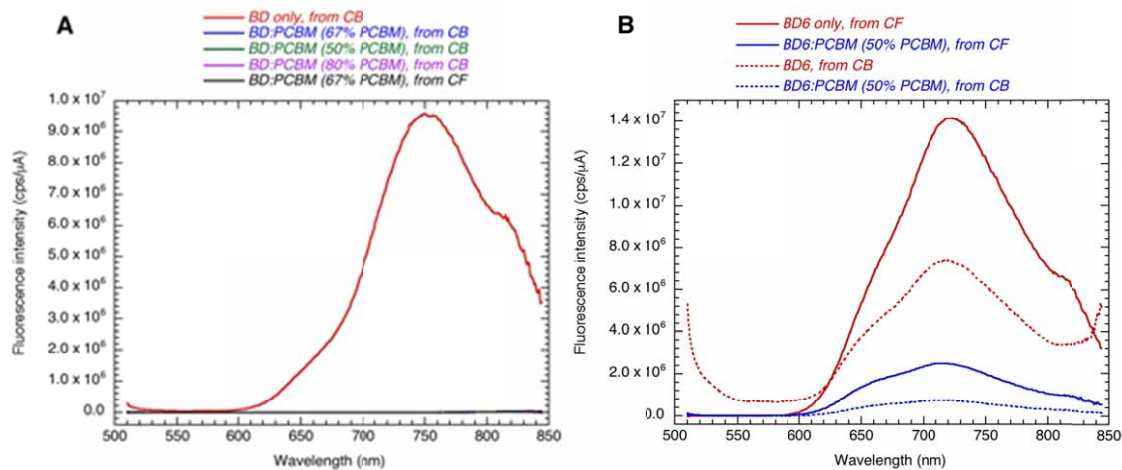 A
BD only, from CB
BD:PCBM (67% PCBM), from CB
BD:PCBM (50% PCBM), from CB
BD:PCBM (80% PCBM), from CB
BD:PCBM (67% PCBM), from CF
1.0 x 10⁷
9.0 x 10⁶
8.0 x 10⁶
7.0 x 10⁶
6.0 x 10⁶
5.0 x 10⁶
4.0 x 10⁶
3.0 x 10⁶
2.0 x 10⁶
1.0 x 10⁶
0.0
Fluorescence intensity (cps/µA)
500 550 600 650 700 750 800 850
Wavelength (nm)
B
BD6 only, from CF
BD6:PCBM (50% PCBM), from CF
BD6, from CB
BD6:PCBM (50% PCBM), from CB
1.4 x 10⁷
1.2 x 10⁷
1.0 x 10⁷
8.0 x 10⁶
6.0 x 10⁶
4.0 x 10⁶
2.0 x 10⁶
0.0
Fluorescence intensity (cps/µA)
500 550 600 650 700 750 800 850
Wavelength (nm)